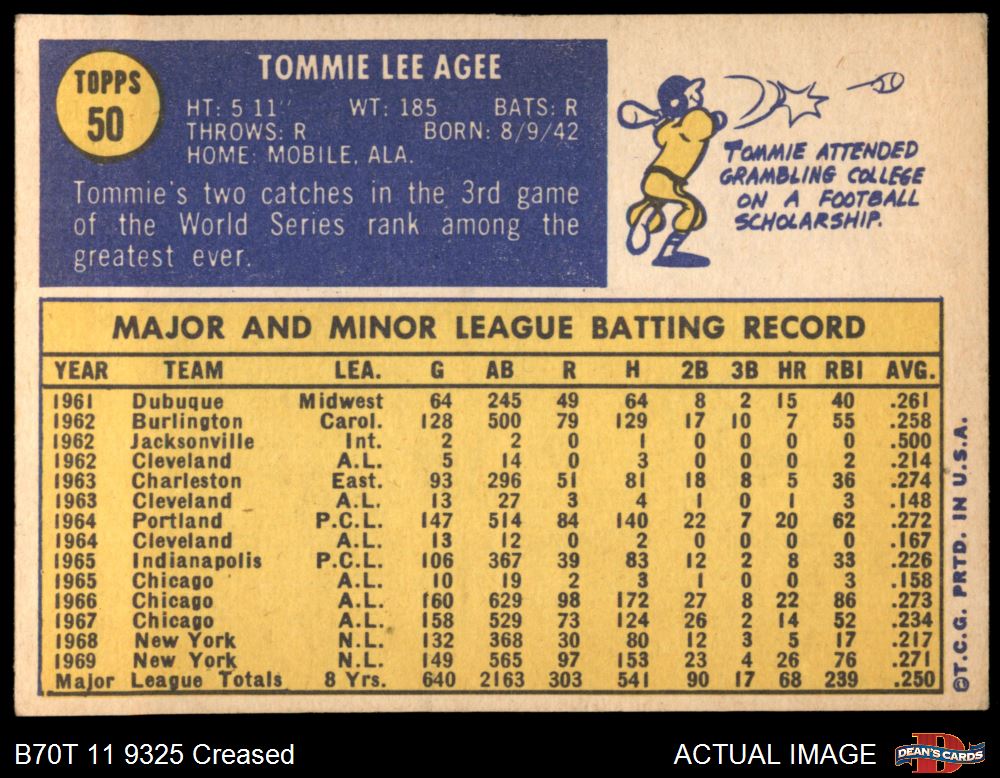 TOPPS
50
TOMMIE LEE AGEE
HT: 5 11" WT: 185 BATS: R
THROWS: R BORN: 8/9/42
HOME: MOBILE, ALA.
Tommie's two catches in the 3rd game
of the World Series rank among the
greatest ever.
TOMMIE ATTENDED
GRAMBLING COLLEGE
ON A FOOTBALL
SCHOLARSHIP.
MAJOR AND MINOR LEAGUE BATTING RECORD
YEAR TEAM LEA. G AB R H 2B 3B HR RBI AVG.
1961 Dubuque Midwest 64 245 49 64 8 2 15 40 .261
1962 Burlington Carol. 128 500 79 129 17 10 7 55 .258
1962 Jacksonville Int. 2 2 0 1 0 0 0 0 .500
1962 Cleveland A.L. 5 14 0 3 0 0 0 2 .214
1963 Charleston East. 93 296 51 81 18 8 5 36 .274
1963 Cleveland A.L. 13 27 3 4 1 0 1 3 .148
1964 Portland P.C.L. 147 514 84 140 22 7 20 62 .272
1964 Cleveland A.L. 13 12 0 2 0 0 0 0 .167
1965 Indianapolis P.C.L. 106 367 39 83 12 2 8 33 .226
1965 Chicago A.L. 10 19 2 3 1 0 0 3 .158
1966 Chicago A.L. 160 629 98 172 27 8 22 86 .273
1967 Chicago A.L. 158 529 73 124 26 2 14 52 .234
1968 New York N.L. 132 368 30 80 12 3 5 17 .217
1969 New York N.L. 149 565 97 153 23 4 26 76 .271
Major League Totals 8 Yrs. 640 2163 303 541 90 17 68 239 .250
©T.C.G. PRTD. IN U.S.A.
B70T 11 9325 Creased
ACTUAL IMAGE
DEAN'S CARDS